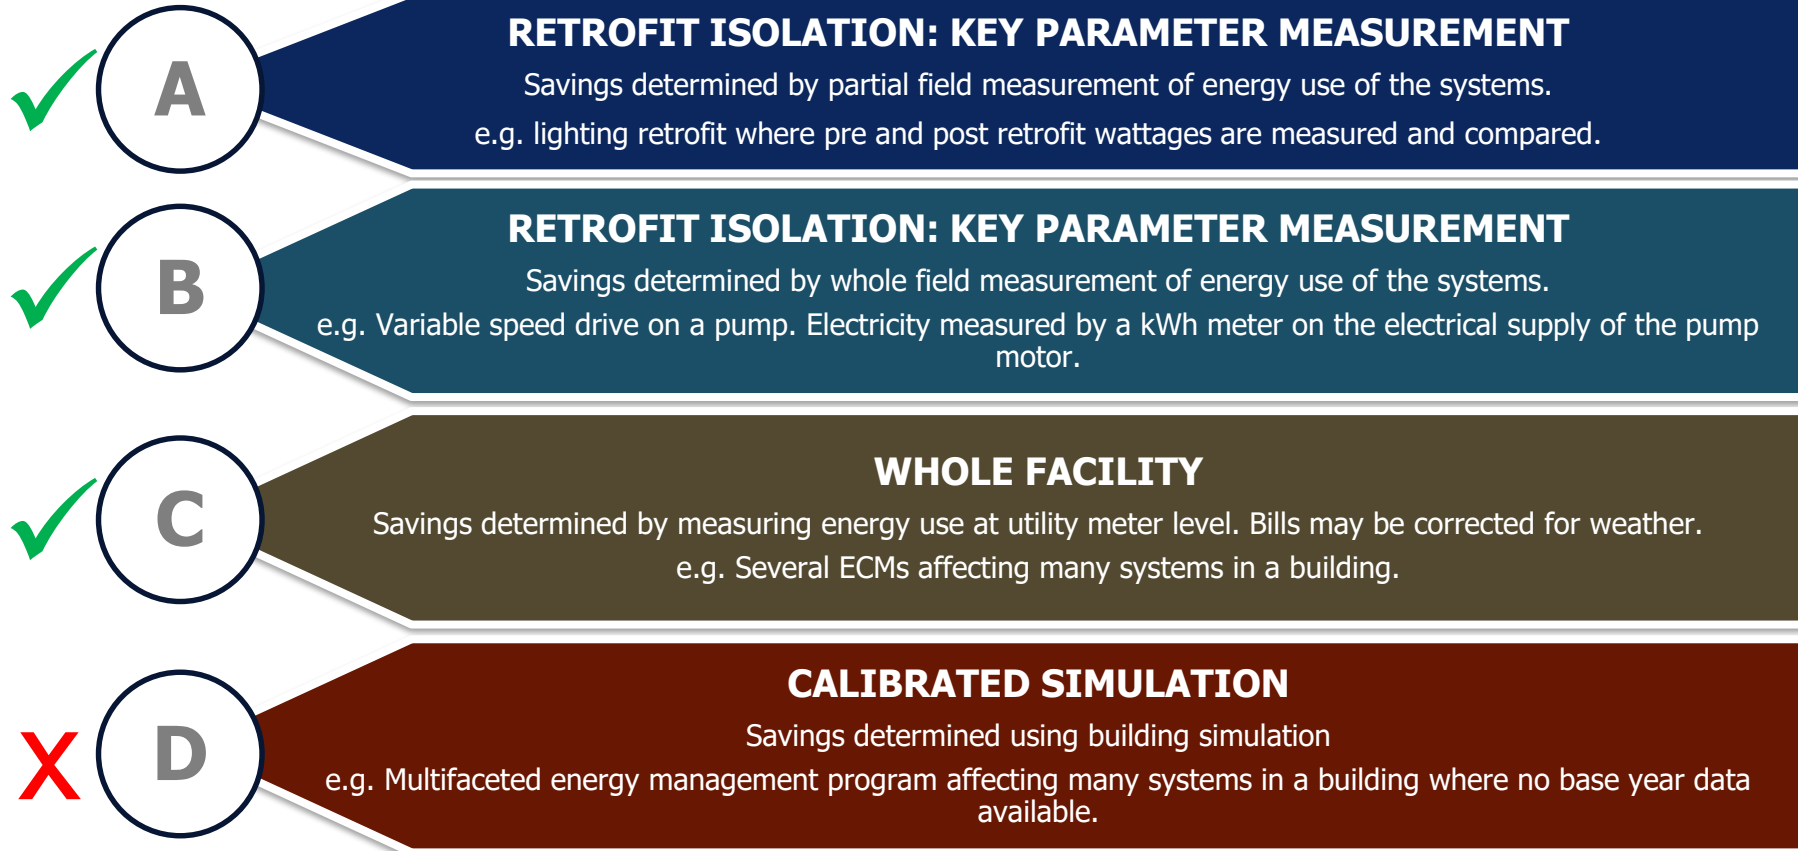 A
RETROFIT ISOLATION: KEY PARAMETER MEASUREMENT
Savings determined by partial field measurement of energy use of the systems.
e.g. lighting retrofit where pre and post retrofit wattages are measured and compared.
B
RETROFIT ISOLATION: KEY PARAMETER MEASUREMENT
Savings determined by whole field measurement of energy use of the systems.
e.g. Variable speed drive on a pump. Electricity measured by a kWh meter on the electrical supply of the pump
motor.
C
WHOLE FACILITY
Savings determined by measuring energy use at utility meter level. Bills may be corrected for weather.
e.g. Several ECMs affecting many systems in a building.
X
D
CALIBRATED SIMULATION
Savings determined using building simulation
e.g. Multifaceted energy management program affecting many systems in a building where no base year data
available.